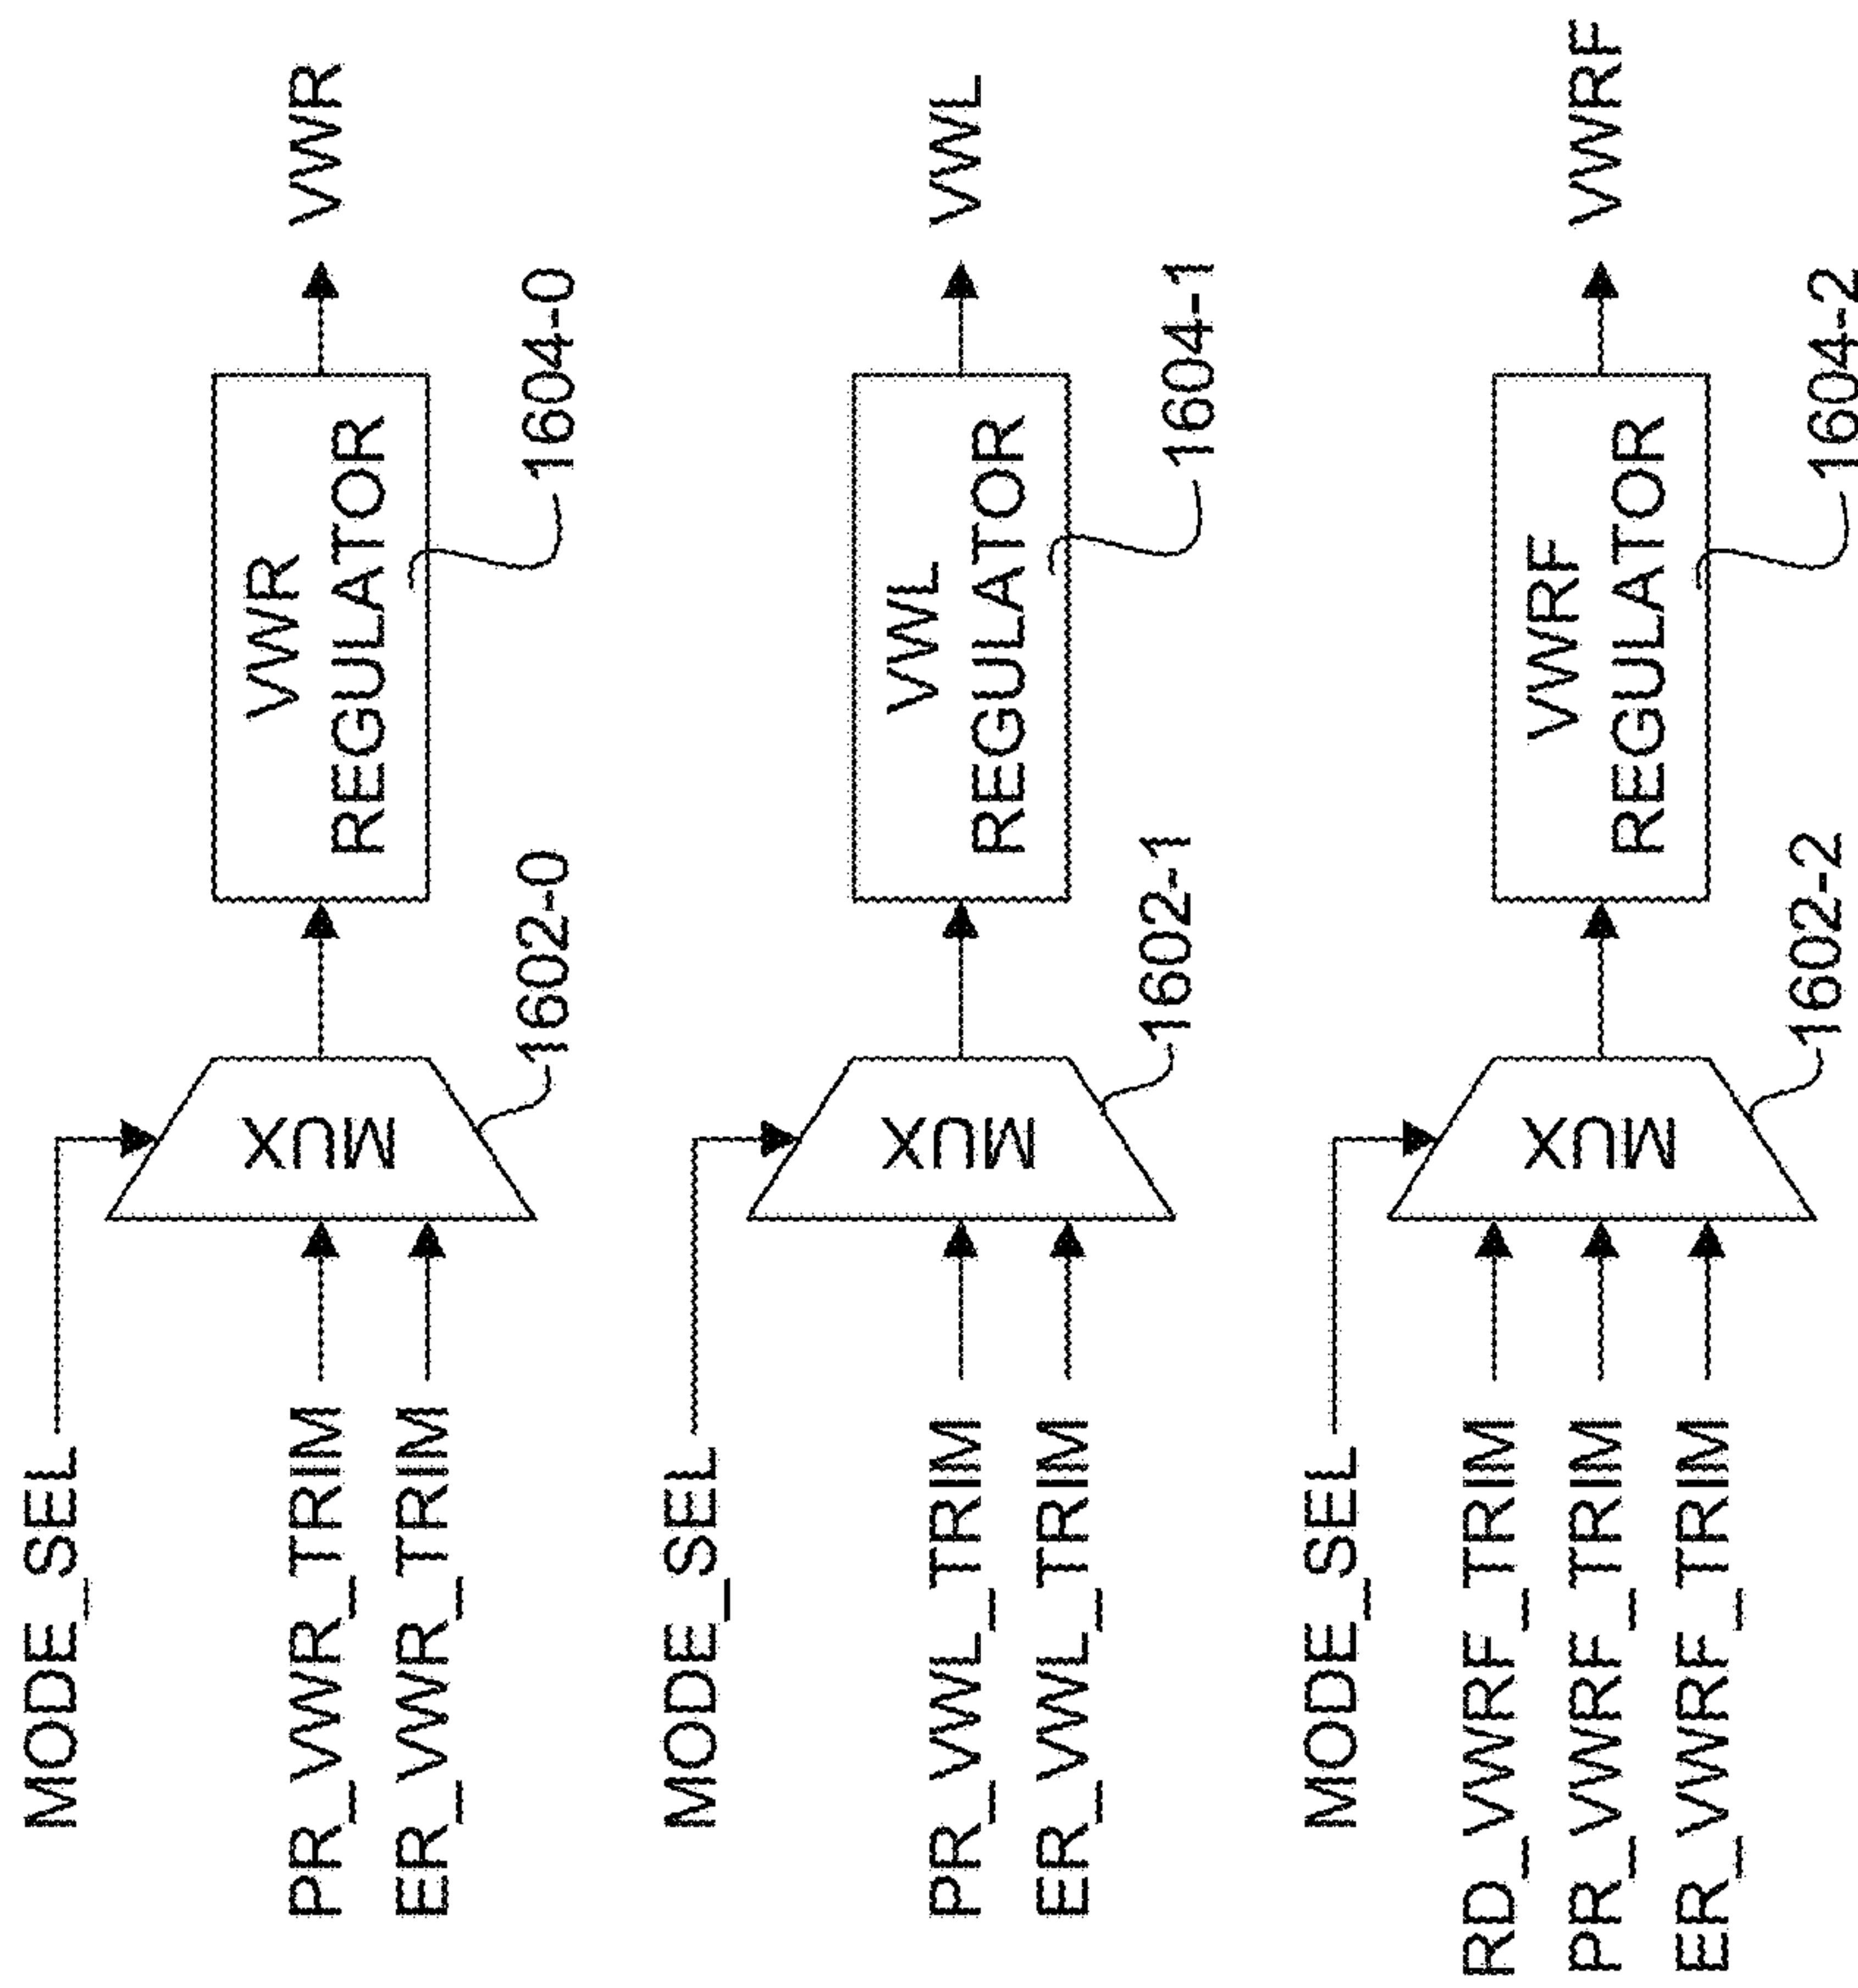 MODE_SEL
PR_VWR_TRIM
ER_VWR_TRIM
MUX
1602-0
VWR
REGULATOR
1604-0
VWR
MODE_SEL
PR_VWL_TRIM
ER_VWL_TRIM
MUX
1602-1
VWL
REGULATOR
1604-1
VWL
MODE_SEL
RD_VWRF_TRIM
PR_VWRF_TRIM
ER_VWRF_TRIM
MUX
1602-2
VWRF
REGULATOR
1604-2
VWRF